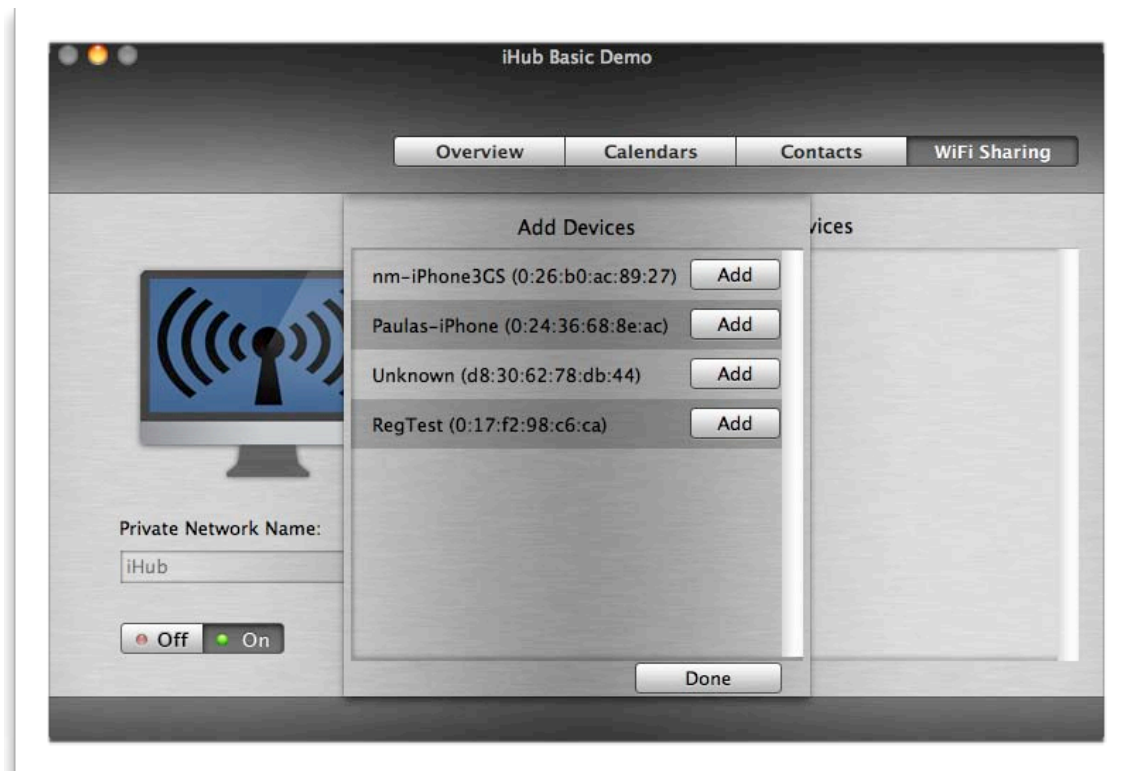 iHub Basic Demo
Overview Calendars Contacts WiFi Sharing
Add Devices
vices
nm-iPhone3GS (0:26:b0:ac:89:27) Add
Paulas-iPhone (0:24:36:68:8e:ac) Add
Unknown (d8:30:62:78:db:44) Add
RegTest (0:17:f2:98:c6:ca) Add
Private Network Name:
iHub
Off On
Done